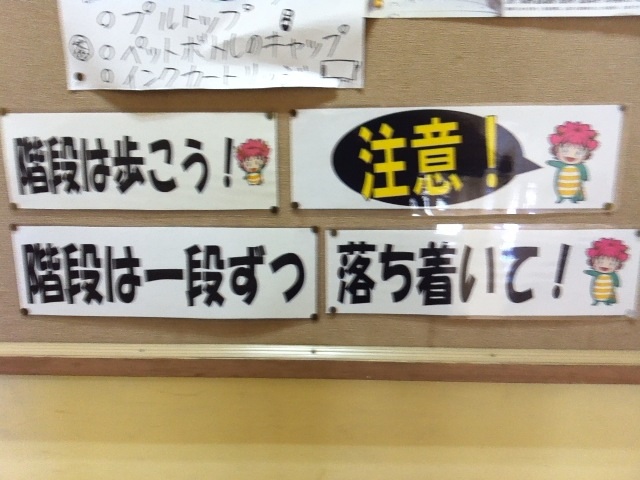 ○プルトップ
○ペットボトルのキャップ
○インクカートリッジ
階段は歩こう！
注意！
階段は一段ずつ
落ち着いて！